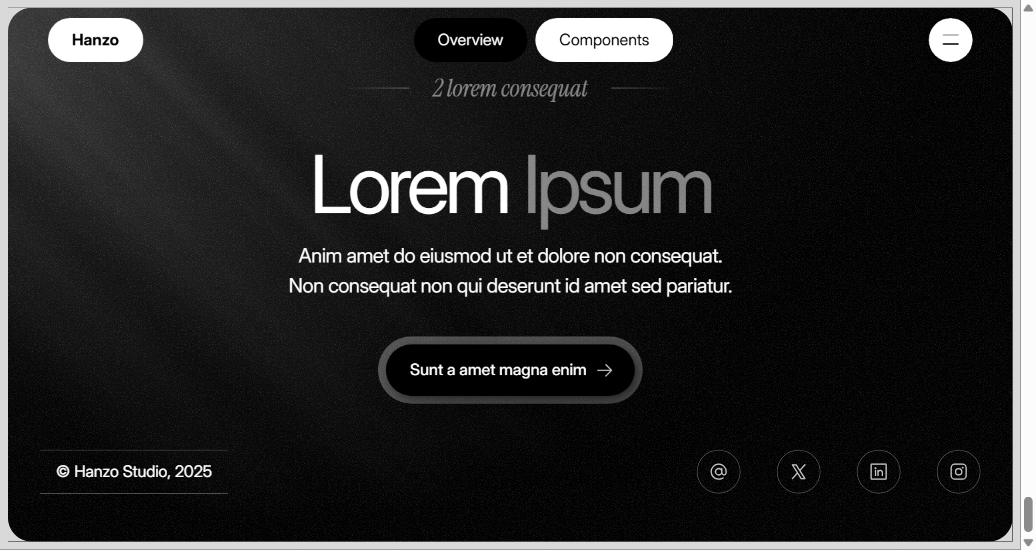 Hanzo
Overview
Components
2 lorem consequat
Lorem Ipsum
Anim amet do eiusmod ut et dolore non consequat.
Non consequat non qui deserunt id amet sed pariatur.
Sunt a amet magna enim
© Hanzo Studio, 2025